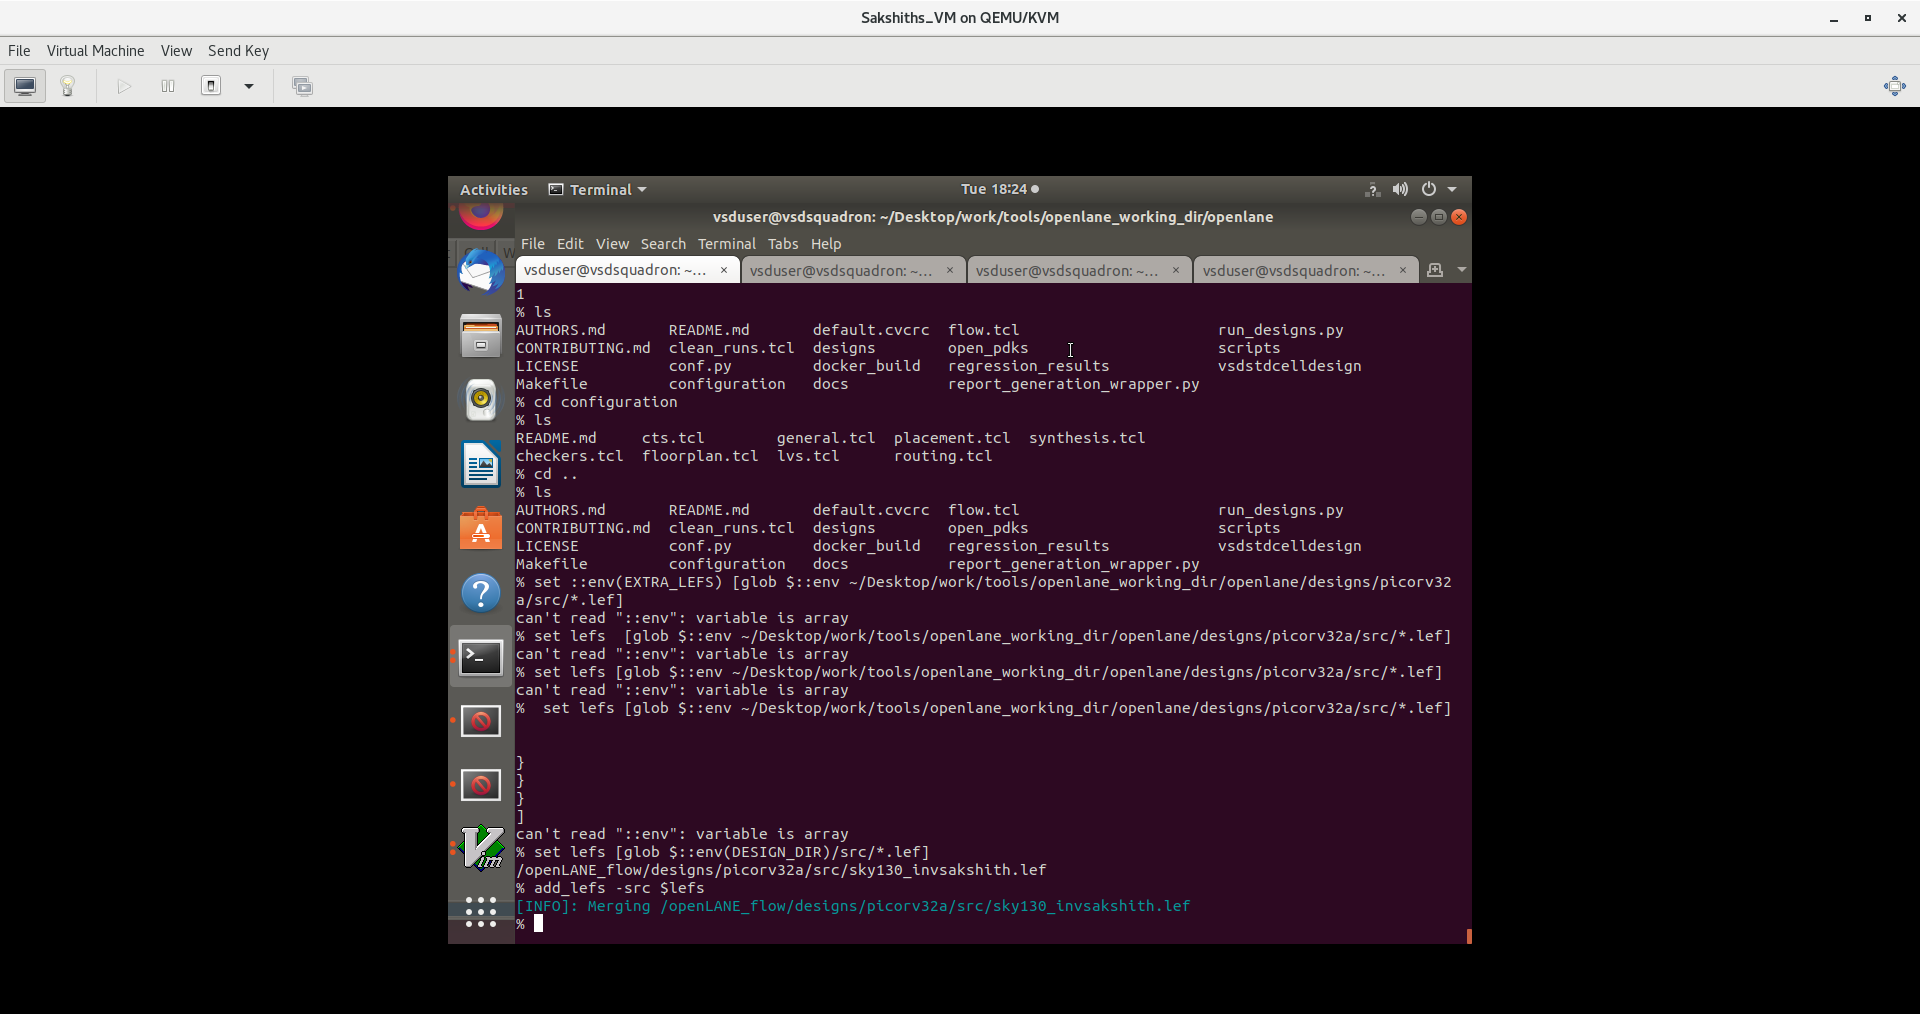 Sakshiths_VM on QEMU/KVM
File Virtual Machine View Send Key
Activities Terminal Tue 18:24
vsduser@vsdsquadron: ~/Desktop/work/tools/openlane_working_dir/openlane
File Edit View Search Terminal Tabs Help
vsduser@vsdsquadron: ~... vsduser@vsdsquadron: ~... vsduser@vsdsquadron: ~... vsduser@vsdsquadron: ~...
1
% ls
AUTHORS.md README.md default.cvcrc flow.tcl run_designs.py
CONTRIBUTING.md clean_runs.tcl designs open_pdks scripts
LICENSE conf.py docker_build regression_results vsdstdcelldesign
Makefile configuration docs report_generation_wrapper.py
% cd configuration
% ls
README.md cts.tcl general.tcl placement.tcl synthesis.tcl
checkers.tcl floorplan.tcl lvs.tcl routing.tcl
% cd ..
% ls
AUTHORS.md README.md default.cvcrc flow.tcl run_designs.py
CONTRIBUTING.md clean_runs.tcl designs open_pdks scripts
LICENSE conf.py docker_build regression_results vsdstdcelldesign
Makefile configuration docs report_generation_wrapper.py
% set ::env(EXTRA_LEFS) [glob $::env ~/Desktop/work/tools/openlane_working_dir/openlane/designs/picorv32
a/src/*.lef]
can't read "::env": variable is array
% set lefs  [glob $::env ~/Desktop/work/tools/openlane_working_dir/openlane/designs/picorv32a/src/*.lef]
can't read "::env": variable is array
% set lefs [glob $::env ~/Desktop/work/tools/openlane_working_dir/openlane/designs/picorv32a/src/*.lef]
can't read "::env": variable is array
%  set lefs [glob $::env ~/Desktop/work/tools/openlane_working_dir/openlane/designs/picorv32a/src/*.lef]
}
}
}
]
can't read "::env": variable is array
% set lefs [glob $::env(DESIGN_DIR)/src/*.lef]
/openLANE_flow/designs/picorv32a/src/sky130_invsakshith.lef
% add_lefs -src $lefs
[INFO]: Merging /openLANE_flow/designs/picorv32a/src/sky130_invsakshith.lef
%